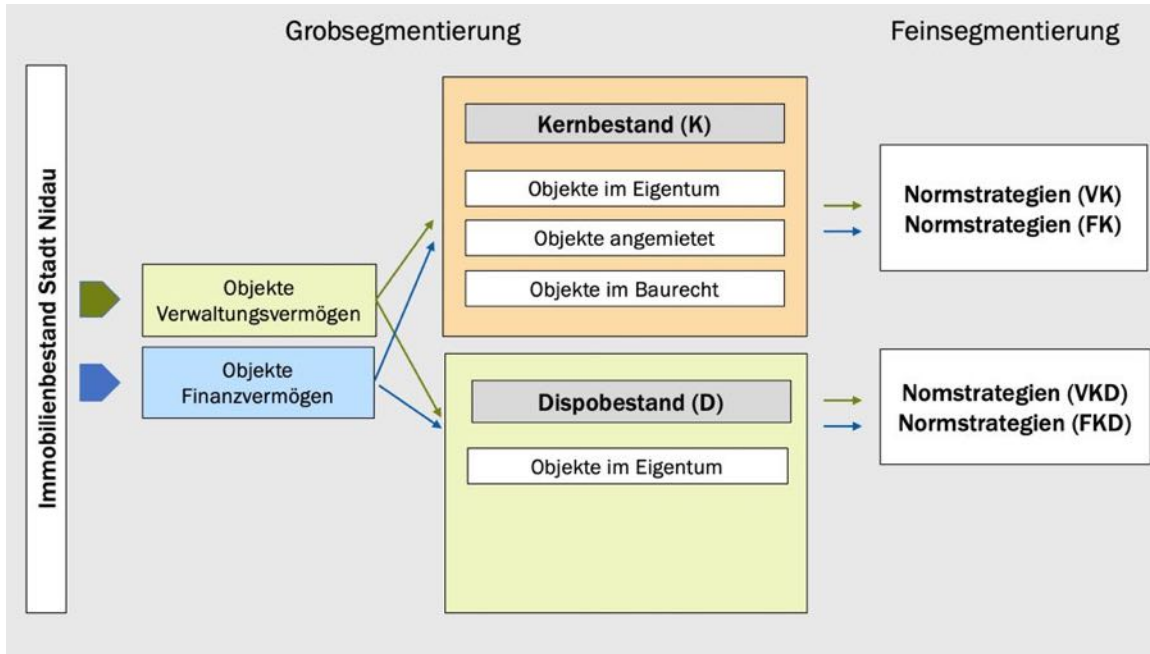 Grobsegmentierung
Feinsegmentierung
Immobilienbestand Stadt Nidau
Objekte
Verwaltungsvermögen
Objekte
Finanzvermögen
Kernbestand (K)
Objekte im Eigentum
Objekte angemietet
Objekte im Baurecht
Dispobestand (D)
Objekte im Eigentum
Normstrategien (VK)
Normstrategien (FK)
Nomstrategien (VKD)
Normstrategien (FKD)